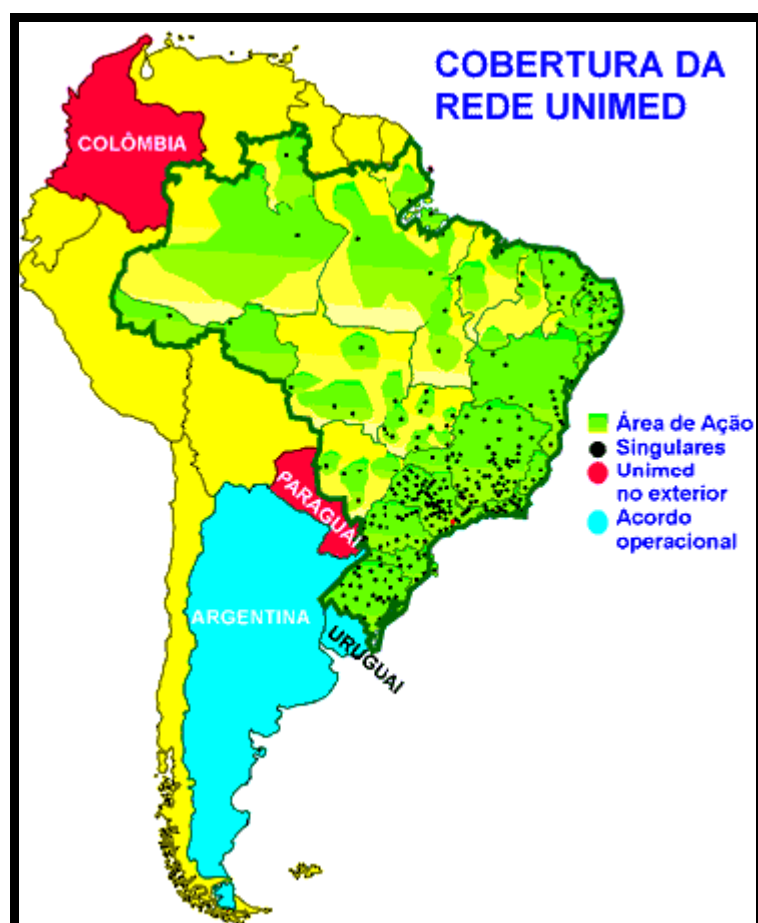 COBERTURA DA
REDE UNIMED
COLÔMBIA
Área de Ação
Singulares
Unimed
no exterior
Acordo
operacional
PARAGUAI
ARGENTINA
URUGUAI